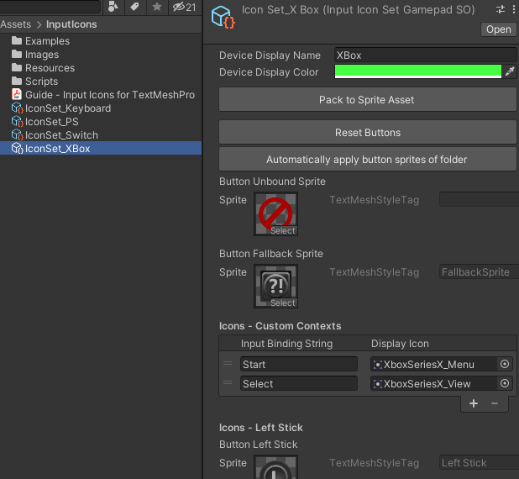 21
Assets > InputIcons
Examples
Images
Resources
Scripts
Guide - Input Icons for TextMeshPro
IconSet_Keyboard
IconSet_PS
IconSet_Switch
IconSet_XBox
Icon Set_X Box (Input Icon Set Gamepad SO)
Open
Device Display Name XBox
Device Display Color
Pack to Sprite Asset
Reset Buttons
Automatically apply button sprites of folder
Button Unbound Sprite
Sprite Select TextMeshStyleTag
Button Fallback Sprite
Sprite ?! Select TextMeshStyleTag FallbackSprite
Icons - Custom Contexts
Input Binding String Display Icon
Start XboxSeriesX_Menu
Select XboxSeriesX_View
+ −
Icons - Left Stick
Button Left Stick
Sprite TextMeshStyleTag Left Stick